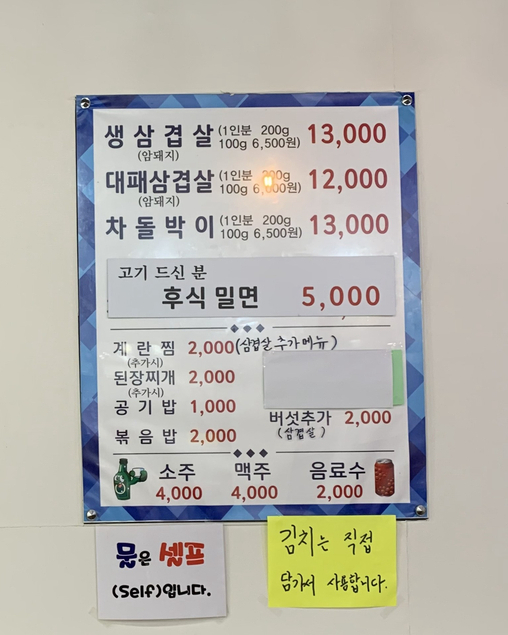 생삼겹살 (1인분 200g 13,000
(암돼지) 100g 6,500원)
대패삼겹살 (1인분 200g 12,000
(암돼지) 100g 6,000원)
차돌박이 (1인분 200g 13,000
100g 6,500원)
고기 드신 분
후식 밀면 5,000
계란찜 2,000 (삼겹살 추가메뉴)
(추가시)
된장찌개 2,000
(추가시)
공기밥 1,000
버섯추가 2,000
(삼겹살)
볶음밥 2,000
소주 맥주 음료수
4,000 4,000 2,000
물은 셀프
(Self)입니다.
김치는 직접
담가서 사용합니다.